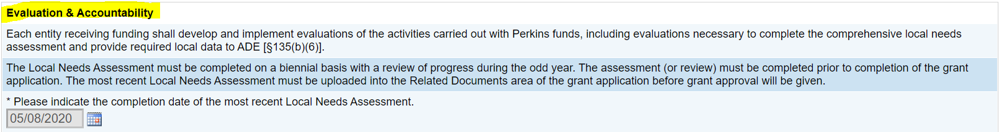 Evaluation & Accountability
Each entity receiving funding shall develop and implement evaluations of the activities carried out with Perkins funds, including evaluations necessary to complete the comprehensive local needs
assessment and provide required local data to ADE [§135(b)(6)].
The Local Needs Assessment must be completed on a biennial basis with a review of progress during the odd year. The assessment (or review) must be completed prior to completion of the grant
application. The most recent Local Needs Assessment must be uploaded into the Related Documents area of the grant application before grant approval will be given.
* Please indicate the completion date of the most recent Local Needs Assessment.
05/08/2020